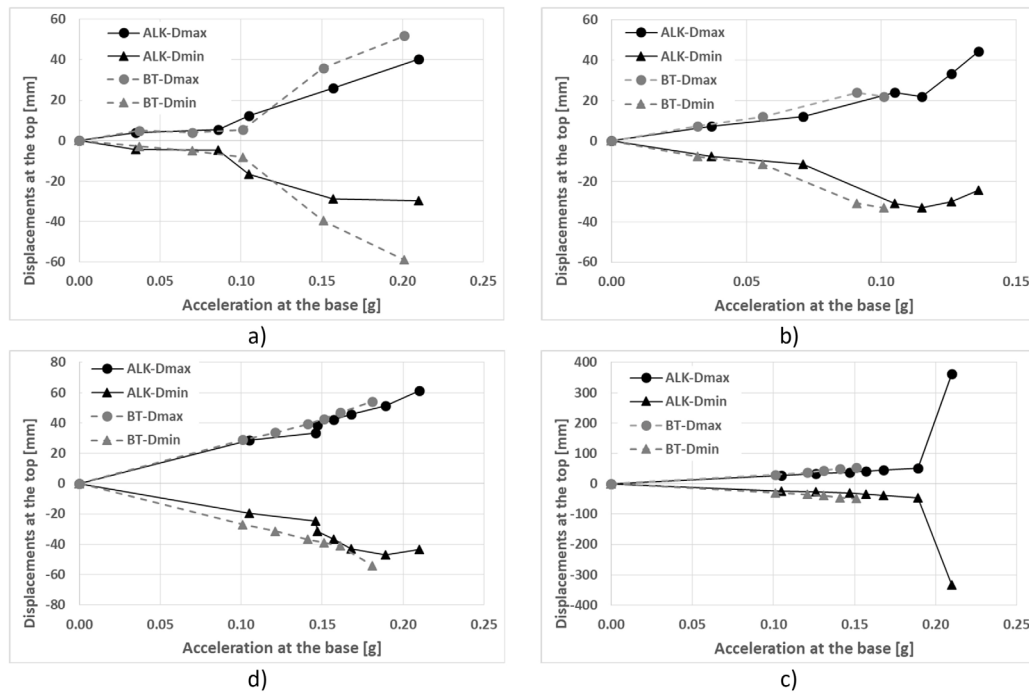 60
40
20
0
-20
-40
-60
Displacements at the top [mm]
ALK-Dmax
ALK-Dmin
BT-Dmax
BT-Dmin
0.00 0.05 0.10 0.15 0.20 0.25
Acceleration at the base [g]
a)
60
40
20
0
-20
-40
-60
Displacements at the top [mm]
ALK-Dmax
ALK-Dmin
BT-Dmax
BT-Dmin
0.00 0.05 0.10 0.15
Acceleration at the base [g]
b)
80
60
40
20
0
-20
-40
-60
-80
Displacements at the top [mm]
ALK-Dmax
ALK-Dmin
BT-Dmax
BT-Dmin
0.00 0.05 0.10 0.15 0.20 0.25
Acceleration at the base [g]
d)
400
300
200
100
0
-100
-200
-300
-400
Displacements at the top [mm]
ALK-Dmax
ALK-Dmin
BT-Dmax
BT-Dmin
0.00 0.05 0.10 0.15 0.20 0.25
Acceleration at the base [g]
c)